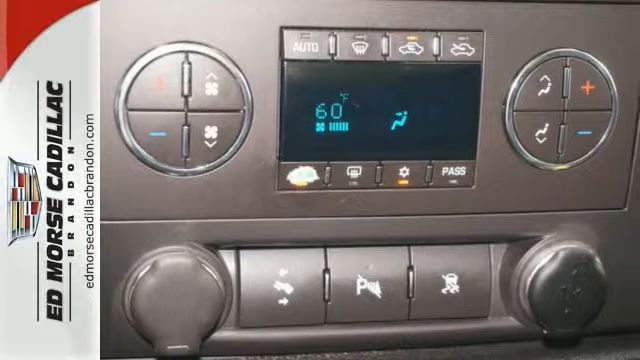 ED MORSE CADILLAC
BRANDON
edmorsecadillacbrandon.com
AUTO
60°F
PASS
P